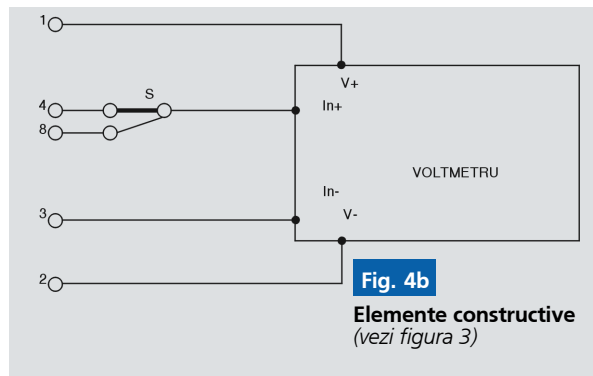 1
V+
4
S
In+
8
VOLTMETRU
In-
3
V-
2
Fig. 4b
Elemente constructive
(vezi figura 3)